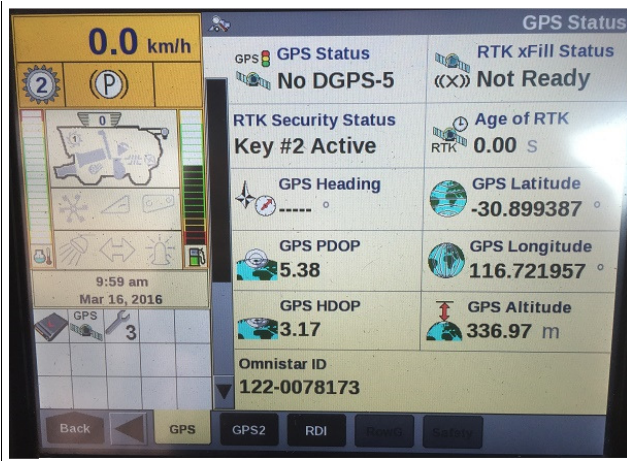 GPS Status
0.0 km/h
2
P
0
9:59 am
Mar 16, 2016
GPS
3
GPS
GPS Status
No DGPS-5
RTK xFill Status
Not Ready
RTK Security Status
Key #2 Active
Age of RTK
RTK 0.00 S
GPS Heading
----- °
GPS Latitude
-30.899387 °
GPS PDOP
5.38
GPS Longitude
116.721957 °
GPS HDOP
3.17
GPS Altitude
336.97 m
Omnistar ID
122-0078173
Back
GPS
GPS2
RDI
Safety